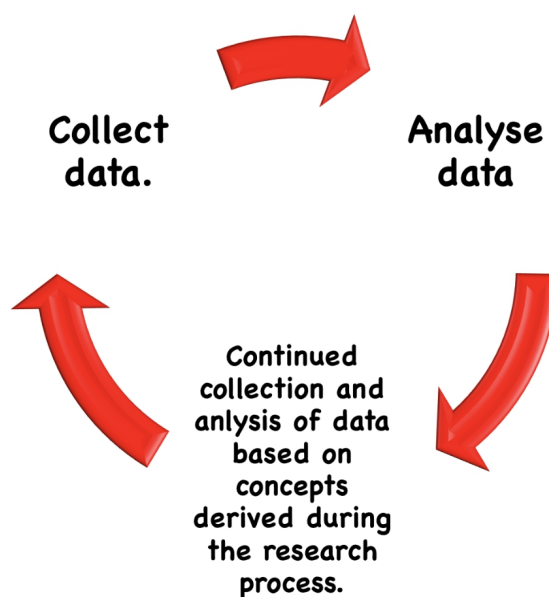 Collect
data.
Analyse
data
Continued
collection and
anlysis of data
based on
concepts
derived during
the research
process.